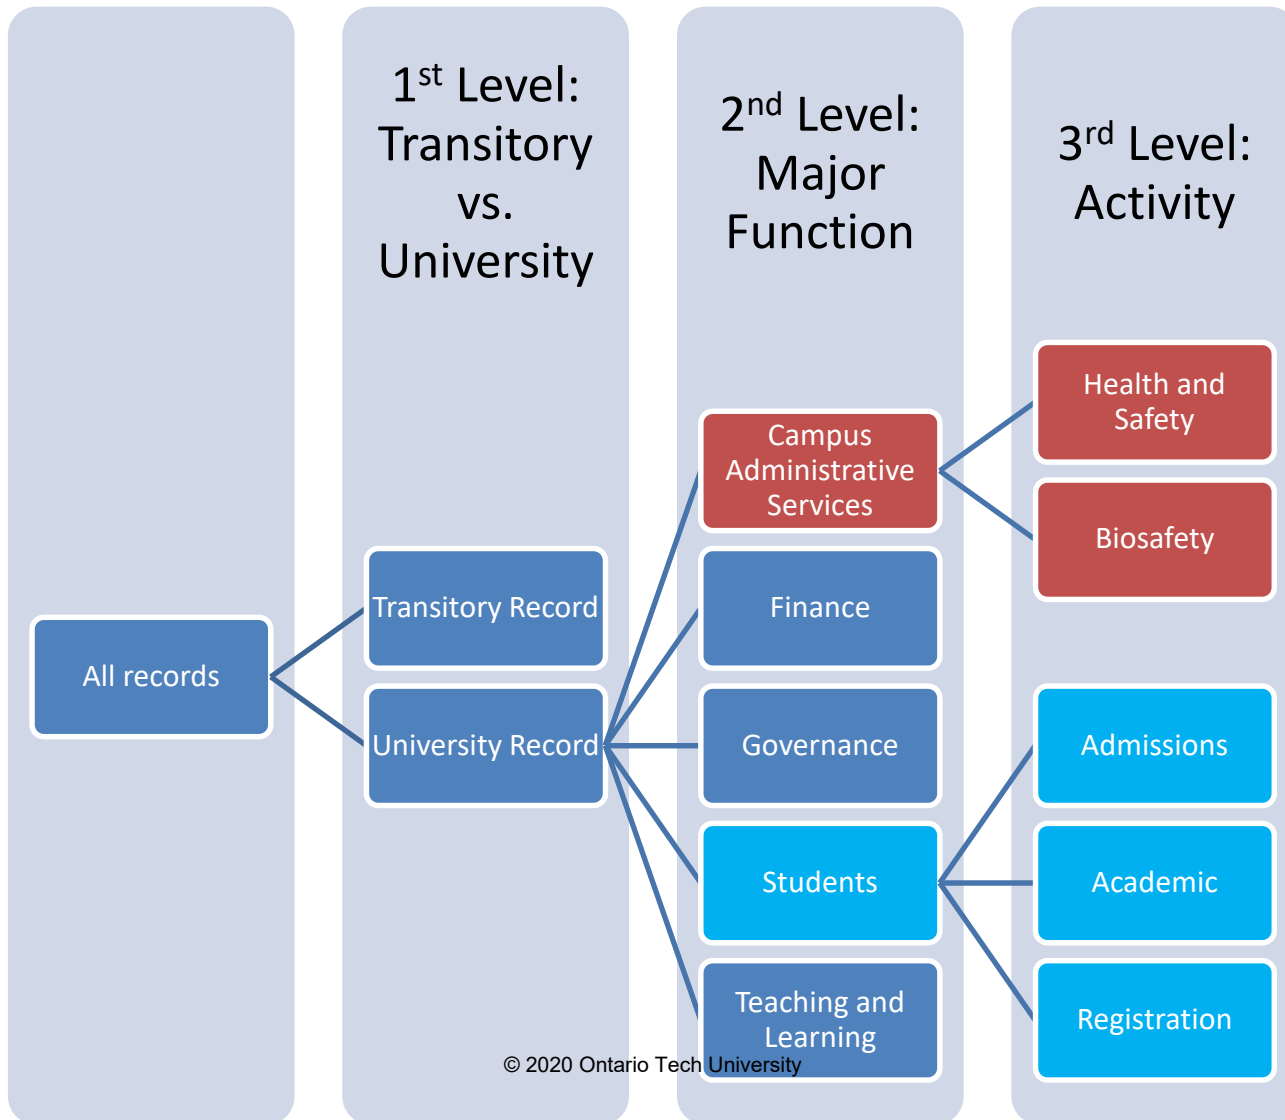 1st Level:
Transitory
vs.
University
2nd Level:
Major
Function
3rd Level:
Activity
All records
Transitory Record
University Record
Campus
Administrative
Services
Finance
Governance
Students
Teaching and
Learning
Health and
Safety
Biosafety
Admissions
Academic
Registration
© 2020 Ontario Tech University